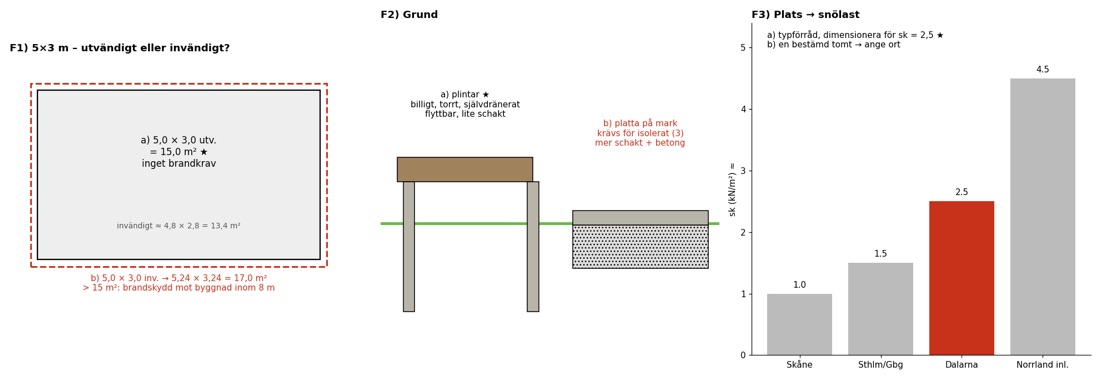 F1) 5×3 m – utvändigt eller invändigt?
a) 5,0 × 3,0 utv.
= 15,0 m² ★
inget brandkrav
invändigt ≈ 4,8 × 2,8 = 13,4 m²
b) 5,0 × 3,0 inv. → 5,24 × 3,24 = 17,0 m²
> 15 m²: brandskydd mot byggnad inom 8 m
F2) Grund
a) plintar ★
billigt, torrt, självdränerat
flyttbar, lite schakt
b) platta på mark
krävs för isolerat (3)
mer schakt + betong
F3) Plats → snölast
a) typförråd, dimensionera för sk = 2,5 ★
b) en bestämd tomt → ange ort
sk (kN/m²) ≈
5
4
3
2
1
0
1.0
1.5
2.5
4.5
Skåne
Sthlm/Gbg
Dalarna
Norrland inl.